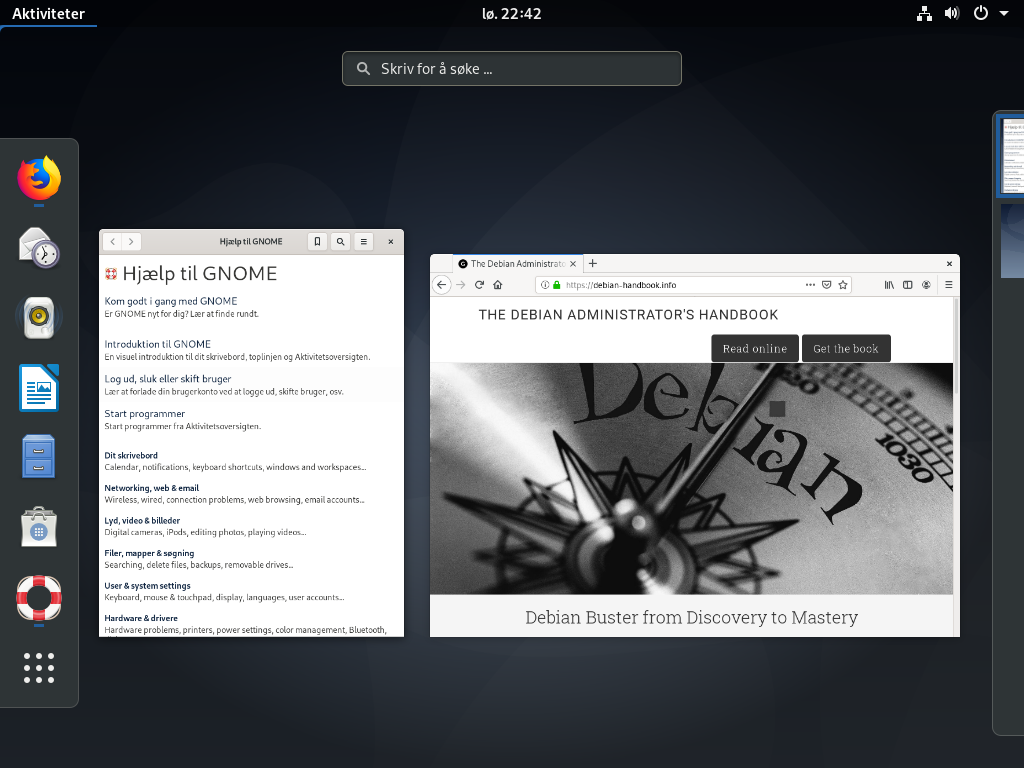 Aktiviteter
lø. 22:42
Skriv for å søke ...
Hjælp til GNOME
Hjælp til GNOME
Kom godt i gang med GNOME
Er GNOME nyt for dig? Lær at finde rundt.
Introduktion til GNOME
En visuel introduktion til dit skrivebord, toplinjen og Aktivitetsoversigten.
Log ud, sluk eller skift bruger
Lær at forlade din brugerkonto ved at logge ud, skifte bruger, osv.
Start programmer
Start programmer fra Aktivitetsoversigten.
Dit skrivebord
Calendar, notifications, keyboard shortcuts, windows and workspaces...
Networking, web & email
Wireless, wired, connection problems, web browsing, email accounts...
Lyd, video & billeder
Digital cameras, iPods, editing photos, playing videos...
Filer, mapper & søgning
Searching, delete files, backups, removable drives...
User & system settings
Keyboard, mouse & touchpad, display, languages, user accounts...
Hardware & drivere
Hardware problems, printers, power settings, color management, Bluetooth,
The Debian Administrato
https://debian-handbook.info
THE DEBIAN ADMINISTRATOR'S HANDBOOK
Read online
Get the book
Debian
1030
Debian Buster from Discovery to Mastery